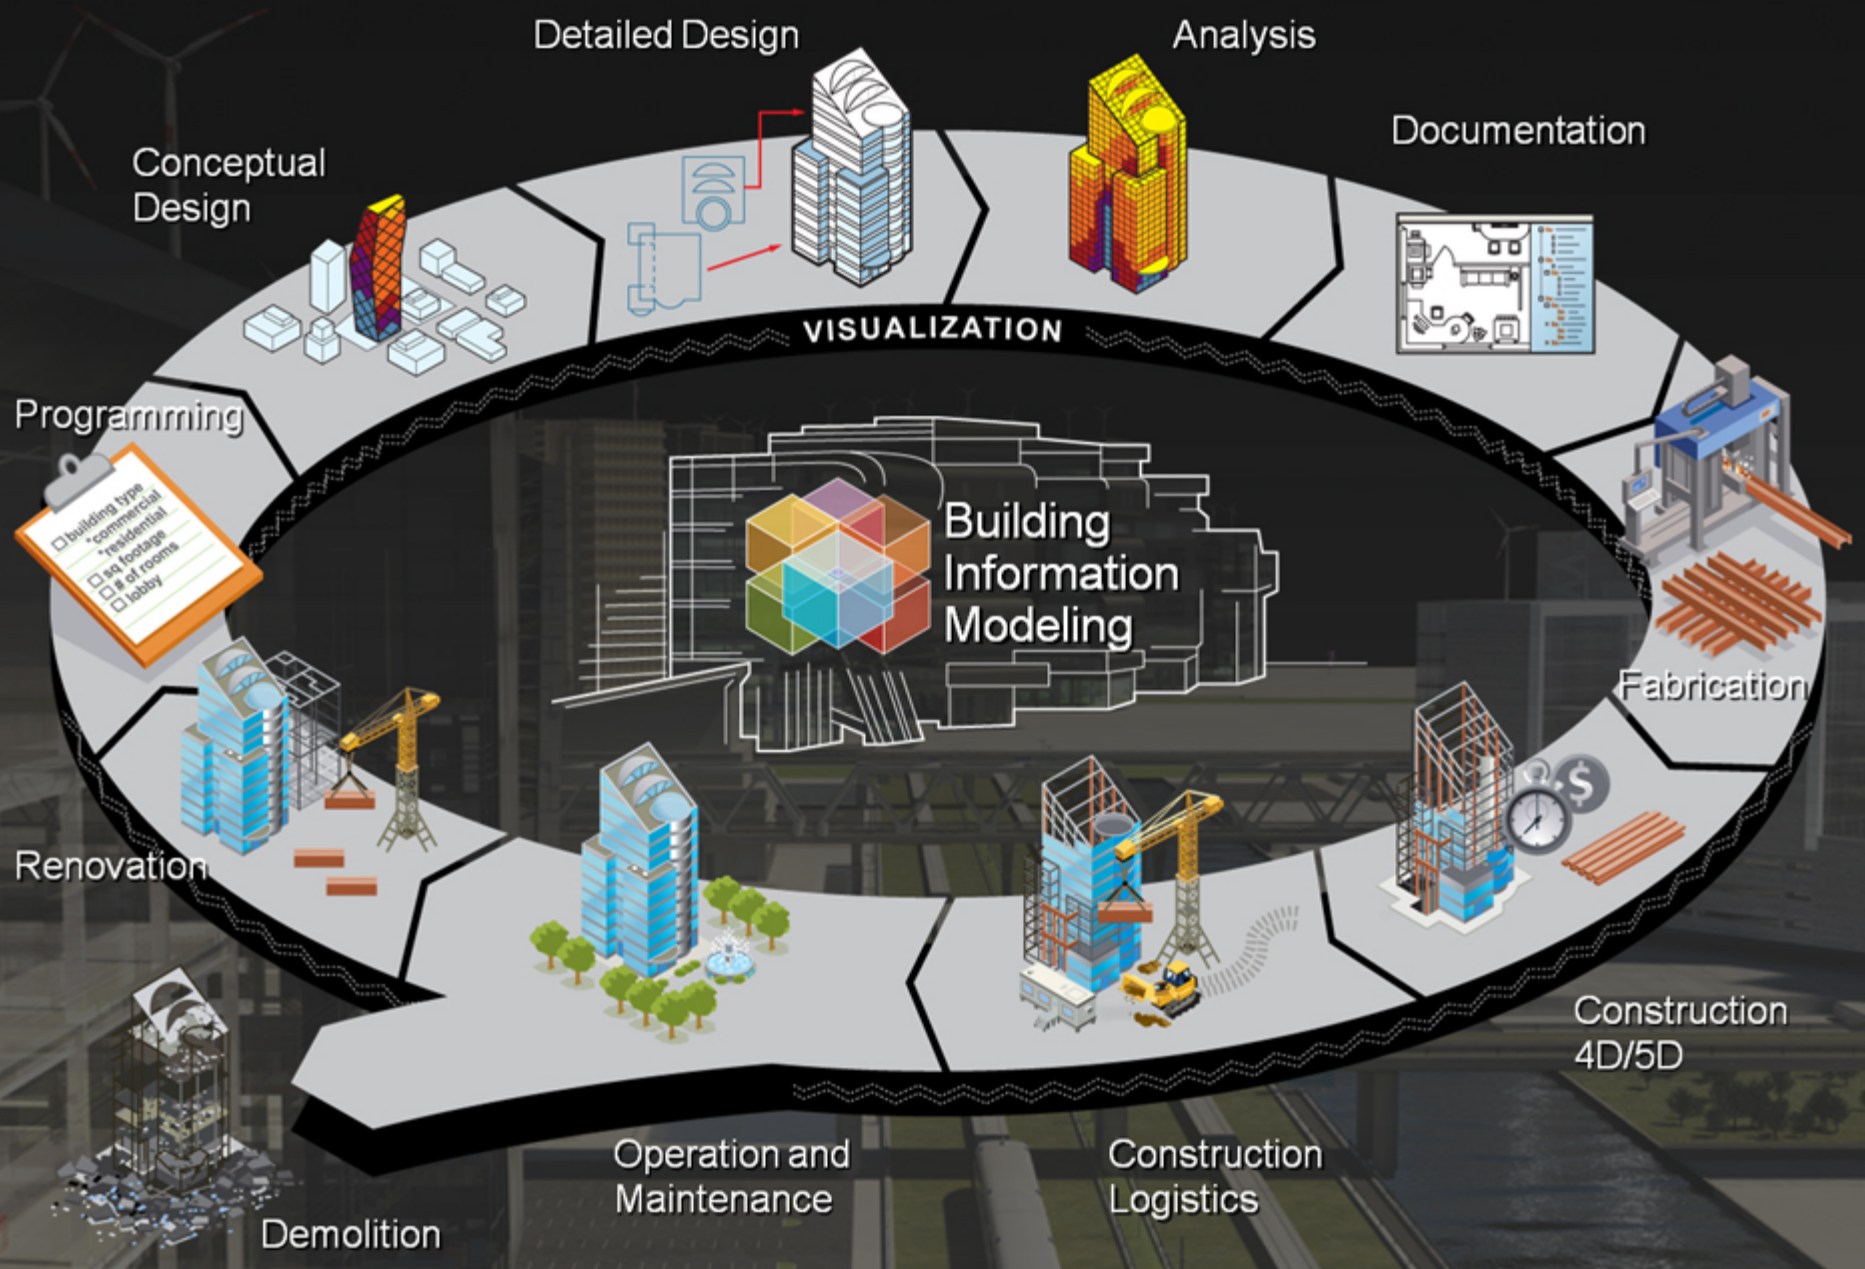 Detailed Design
Analysis
Documentation
Conceptual
Design
VISUALIZATION
Programming
building type
*commercial
*residential
sq footage
# of rooms
lobby
Building
Information
Modeling
Fabrication
$
Renovation
Construction
4D/5D
Operation and
Maintenance
Construction
Logistics
Demolition